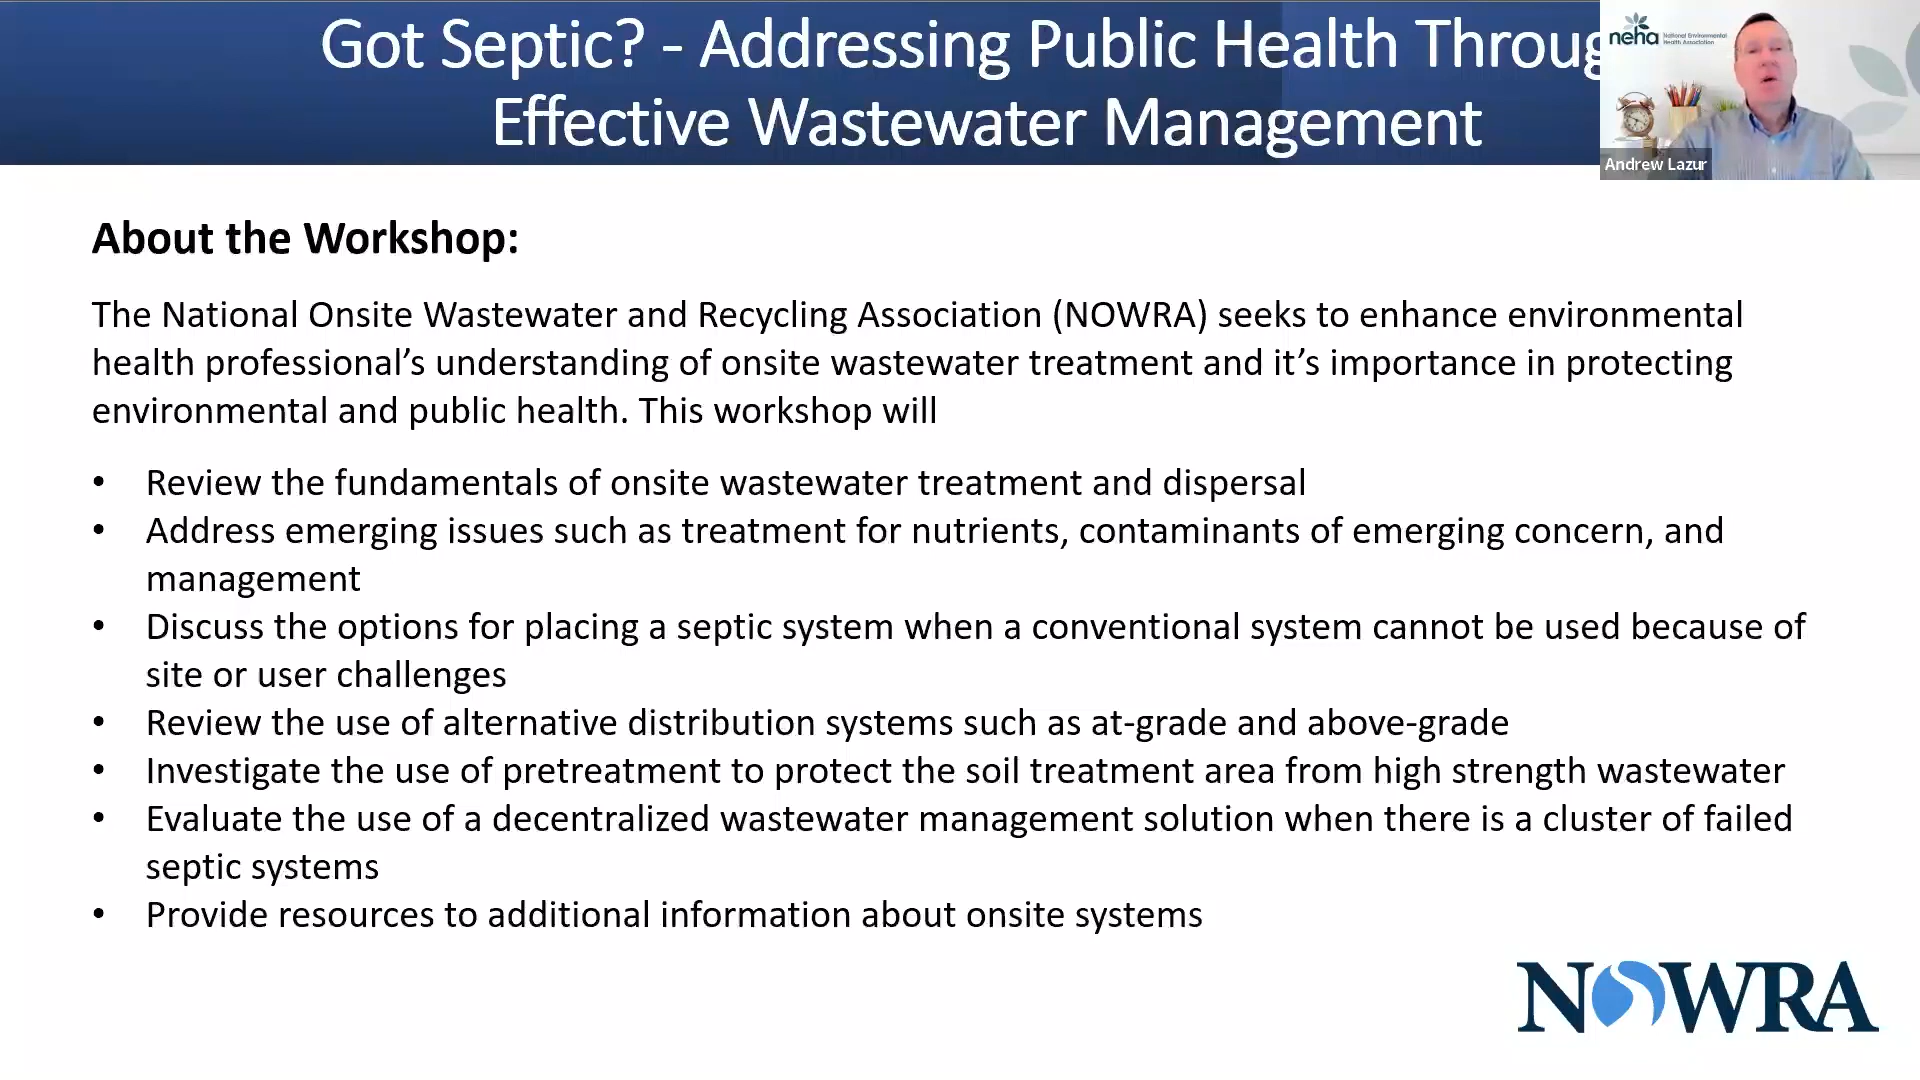 Got Septic? - Addressing Public Health Throug
Effective Wastewater Management
neha National Environmental
Health Association
Andrew Lazur
About the Workshop:
The National Onsite Wastewater and Recycling Association (NOWRA) seeks to enhance environmental
health professional’s understanding of onsite wastewater treatment and it’s importance in protecting
environmental and public health. This workshop will
• Review the fundamentals of onsite wastewater treatment and dispersal
• Address emerging issues such as treatment for nutrients, contaminants of emerging concern, and
management
• Discuss the options for placing a septic system when a conventional system cannot be used because of
site or user challenges
• Review the use of alternative distribution systems such as at-grade and above-grade
• Investigate the use of pretreatment to protect the soil treatment area from high strength wastewater
• Evaluate the use of a decentralized wastewater management solution when there is a cluster of failed
septic systems
• Provide resources to additional information about onsite systems
NOWRA